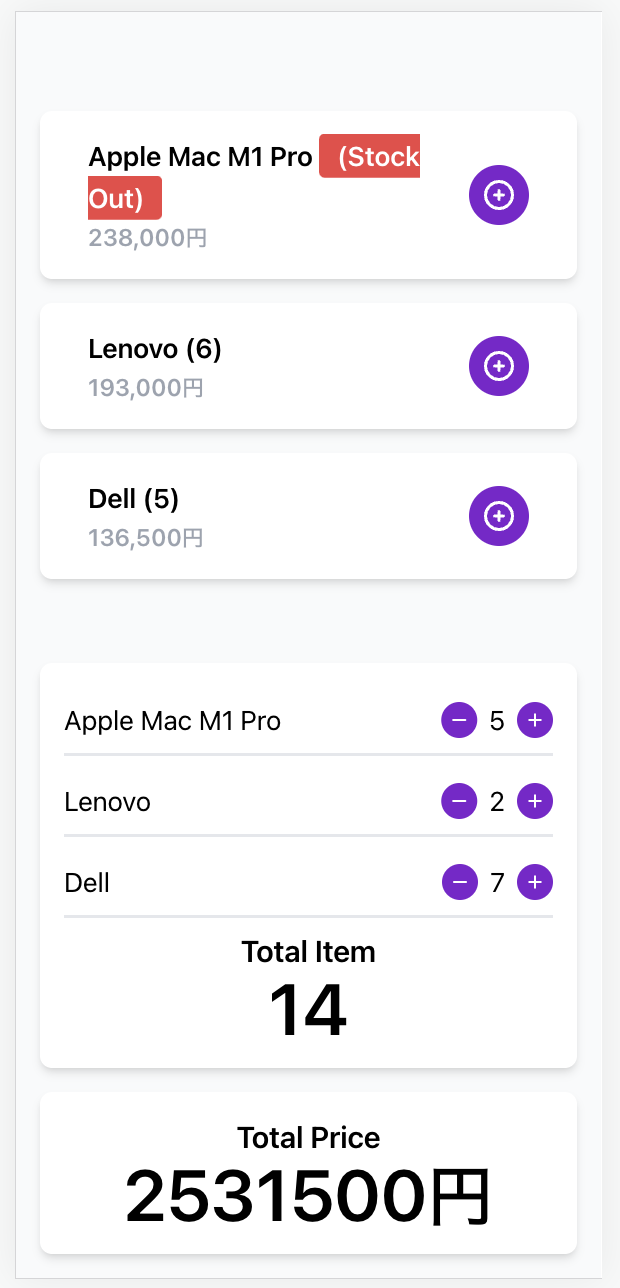 Apple Mac M1 Pro (Stock
Out)
238,000円
Lenovo (6)
193,000円
Dell (5)
136,500円
Apple Mac M1 Pro
5
Lenovo
2
Dell
7
Total Item
14
Total Price
2531500円